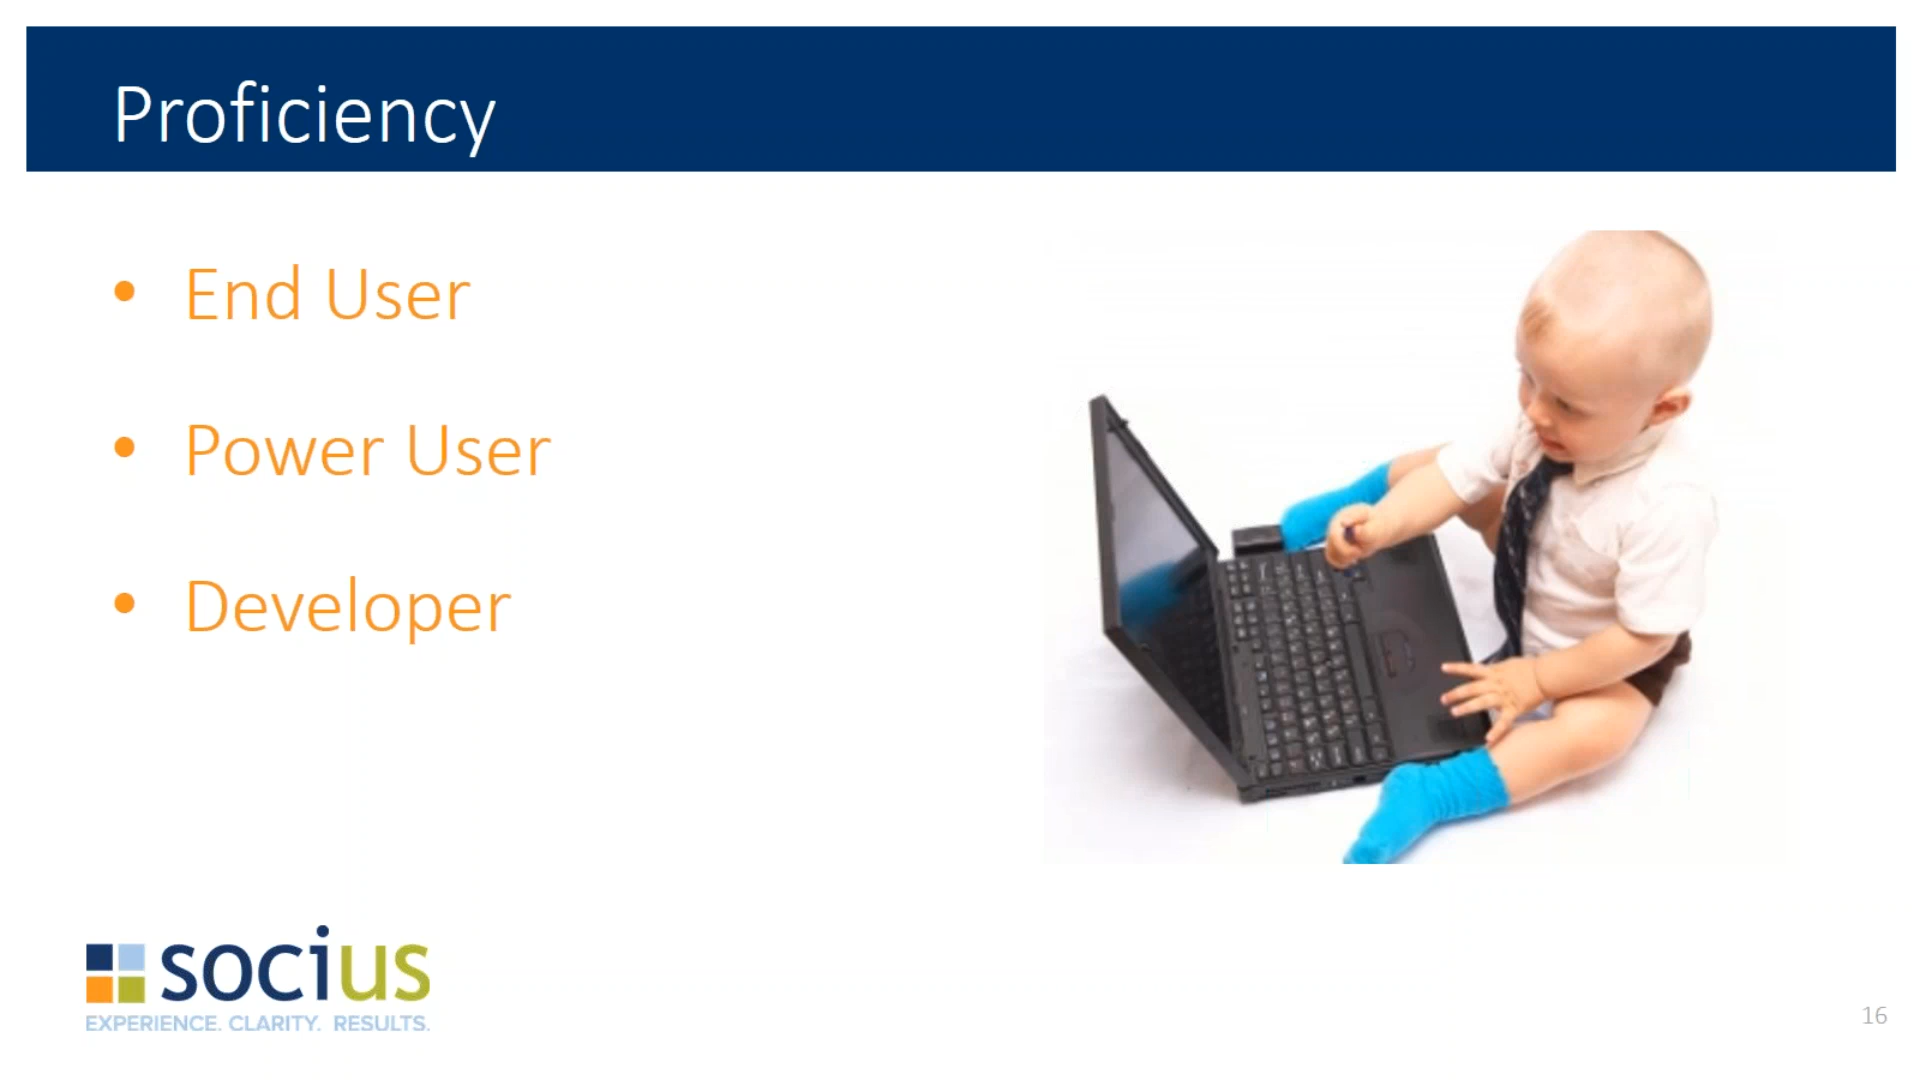 Proficiency
• End User
• Power User
• Developer
socius
EXPERIENCE. CLARITY. RESULTS.
16